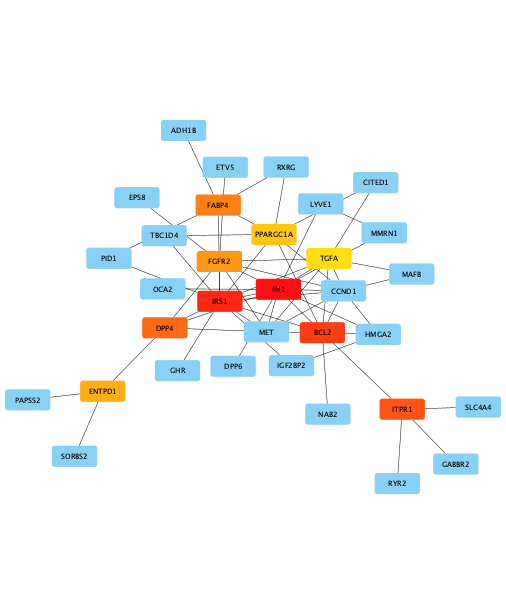 ADH1B
ETV5
RXRG
CITED1
EPS8
FABP4
LYVE1
TBC1D4
PPARGC1A
MMRN1
PID1
FGFR2
TGFA
MAFB
OCA2
FN1
CCND1
IRS1
DPP4
MET
BCL2
HMGA2
GHR
DPP6
IGF2BP2
ENTPD1
PAPSS2
NAB2
ITPR1
SLC4A4
SORBS2
GABBR2
RYR2